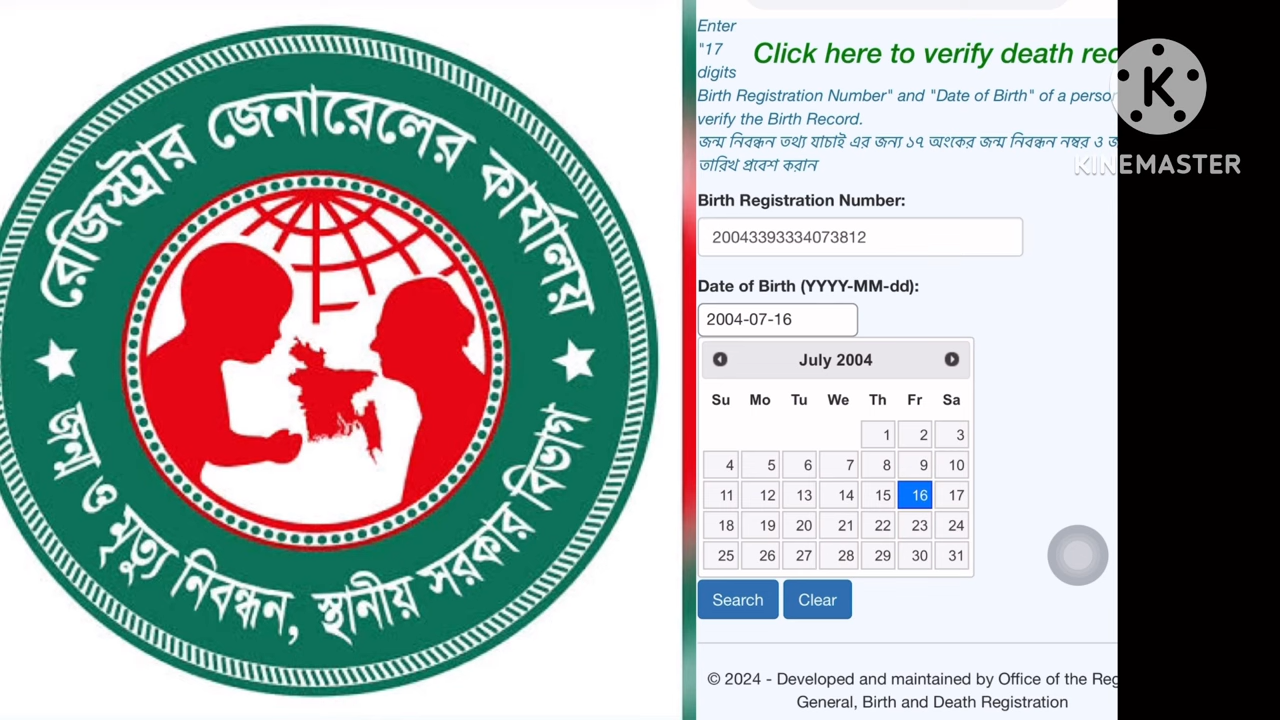 রেজিস্ট্রার জেনারেলের কার্যালয়
জন্ম ও মৃত্যু নিবন্ধন, স্থানীয় সরকার বিভাগ
Enter
"17
digits
Click here to verify death rec
Birth Registration Number" and "Date of Birth" of a perso
verify the Birth Record.
জন্ম নিবন্ধন তথ্য যাচাই এর জন্য ১৭ অংকের জন্ম নিবন্ধন নম্বর ও জ
তারিখ প্রবেশ করান
Birth Registration Number:
20043393334073812
Date of Birth (YYYY-MM-dd):
2004-07-16
July 2004
Su Mo Tu We Th Fr Sa
1 2 3
4 5 6 7 8 9 10
11 12 13 14 15 16 17
18 19 20 21 22 23 24
25 26 27 28 29 30 31
Search Clear
© 2024 - Developed and maintained by Office of the Reg
General, Birth and Death Registration
K
KINEMASTER